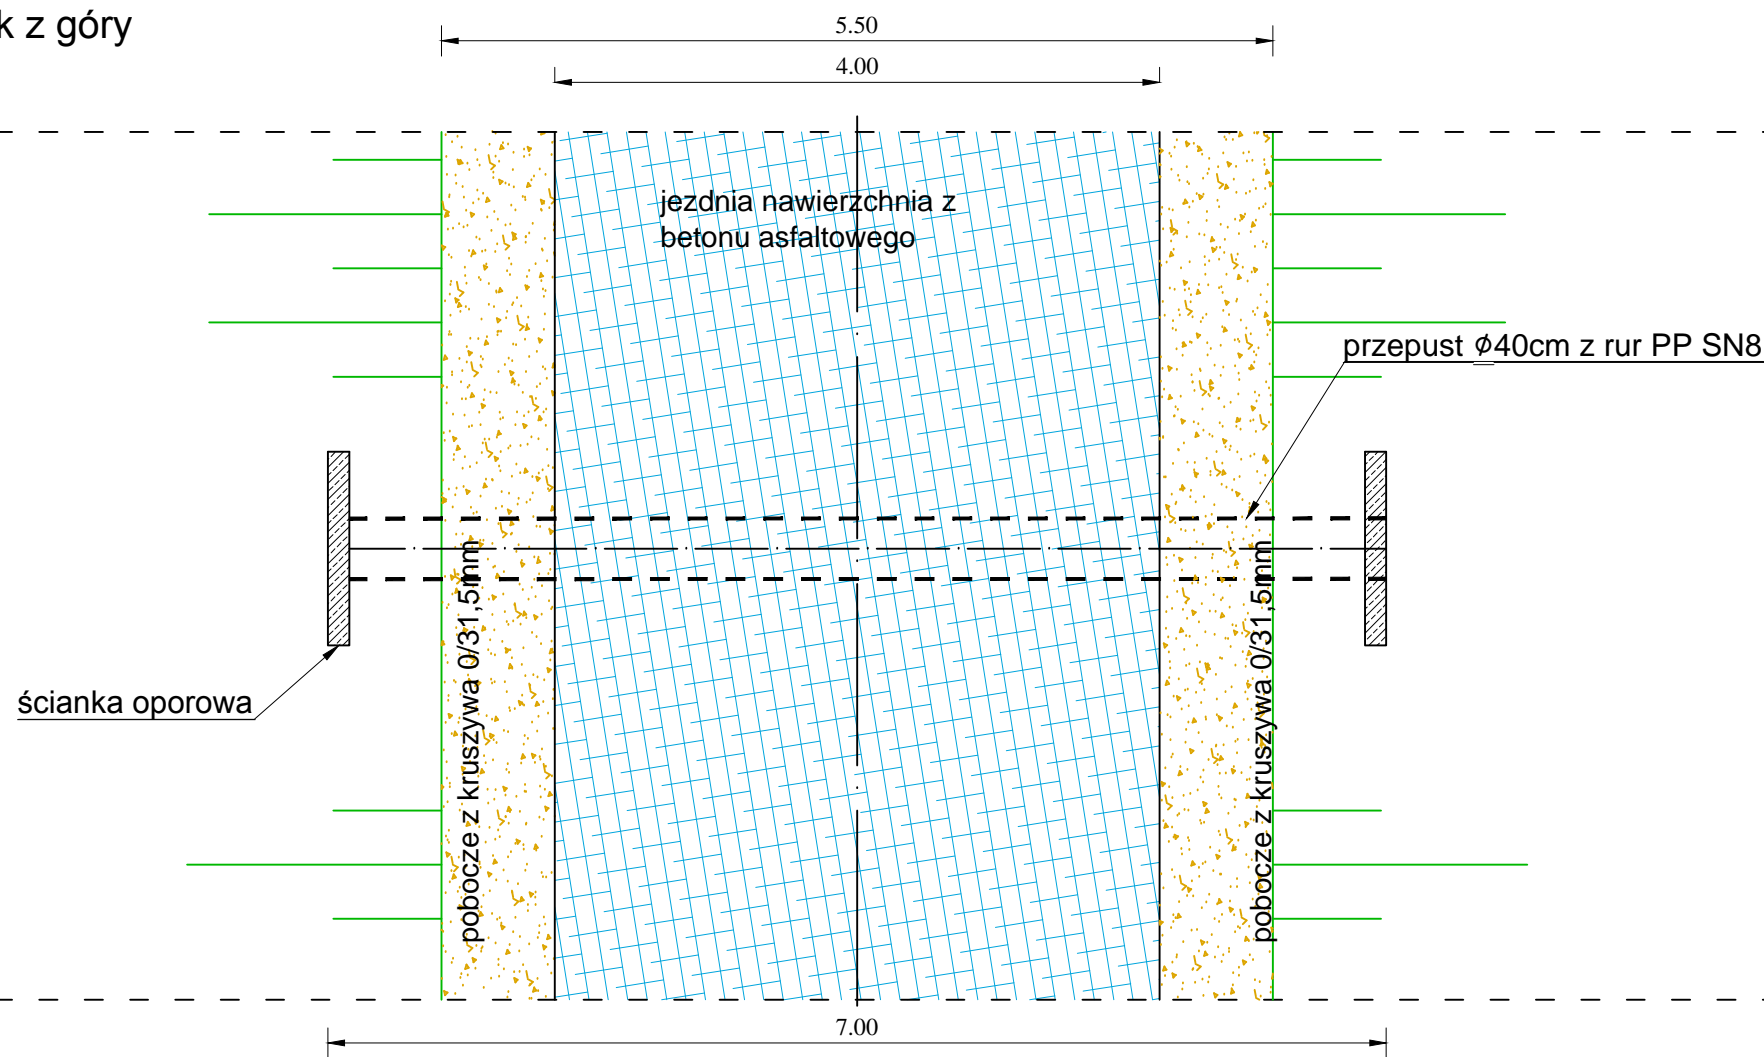 k z góry
5.50
4.00
jezdnia nawierzchnia z
betonu asfaltowego
przepust ϕ40cm z rur PP SN8
pobocze z kruszywa 0/31,5mm
pobocze z kruszywa 0/31,5mm
ścianka oporowa
7.00